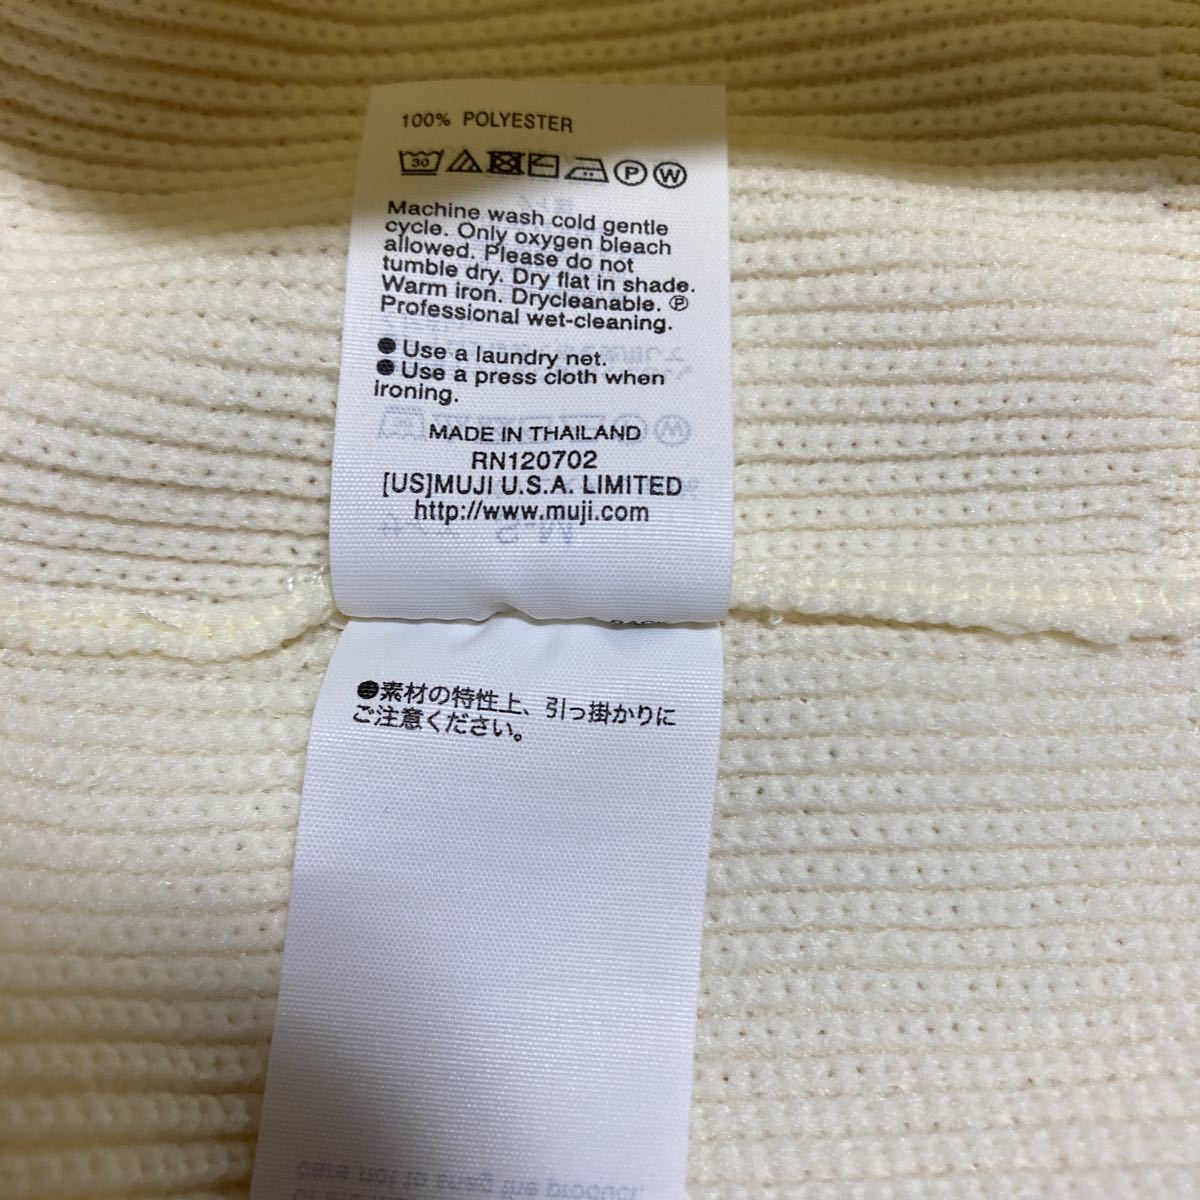 100% POLYESTER
30 P W
Machine wash cold gentle
cycle. Only oxygen bleach
allowed. Please do not
tumble dry. Dry flat in shade.
Warm iron. Drycleanable. Ⓟ
Professional wet-cleaning.
●Use a laundry net.
●Use a press cloth when
ironing.
MADE IN THAILAND
RN120702
[US]MUJI U.S.A. LIMITED
http://www.muji.com
●素材の特性上、引っ掛かりに
ご注意ください。